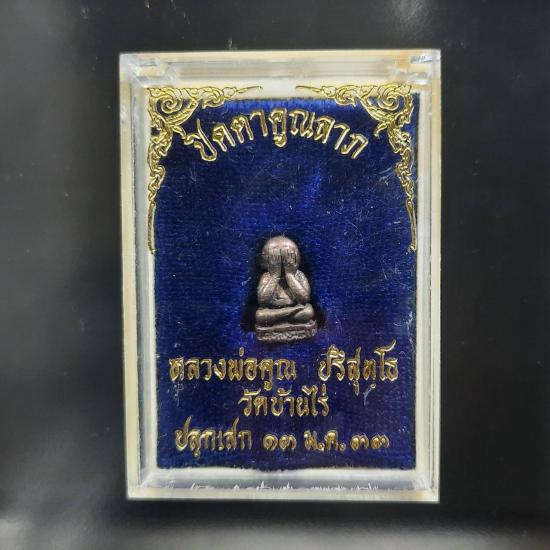 ปิดตาคูณลาภ
หลวงพ่อคูณ ปริสุทฺโธ
วัดบ้านไร่
ปลุกเสก ๑๓ ม.ค. ๓๓